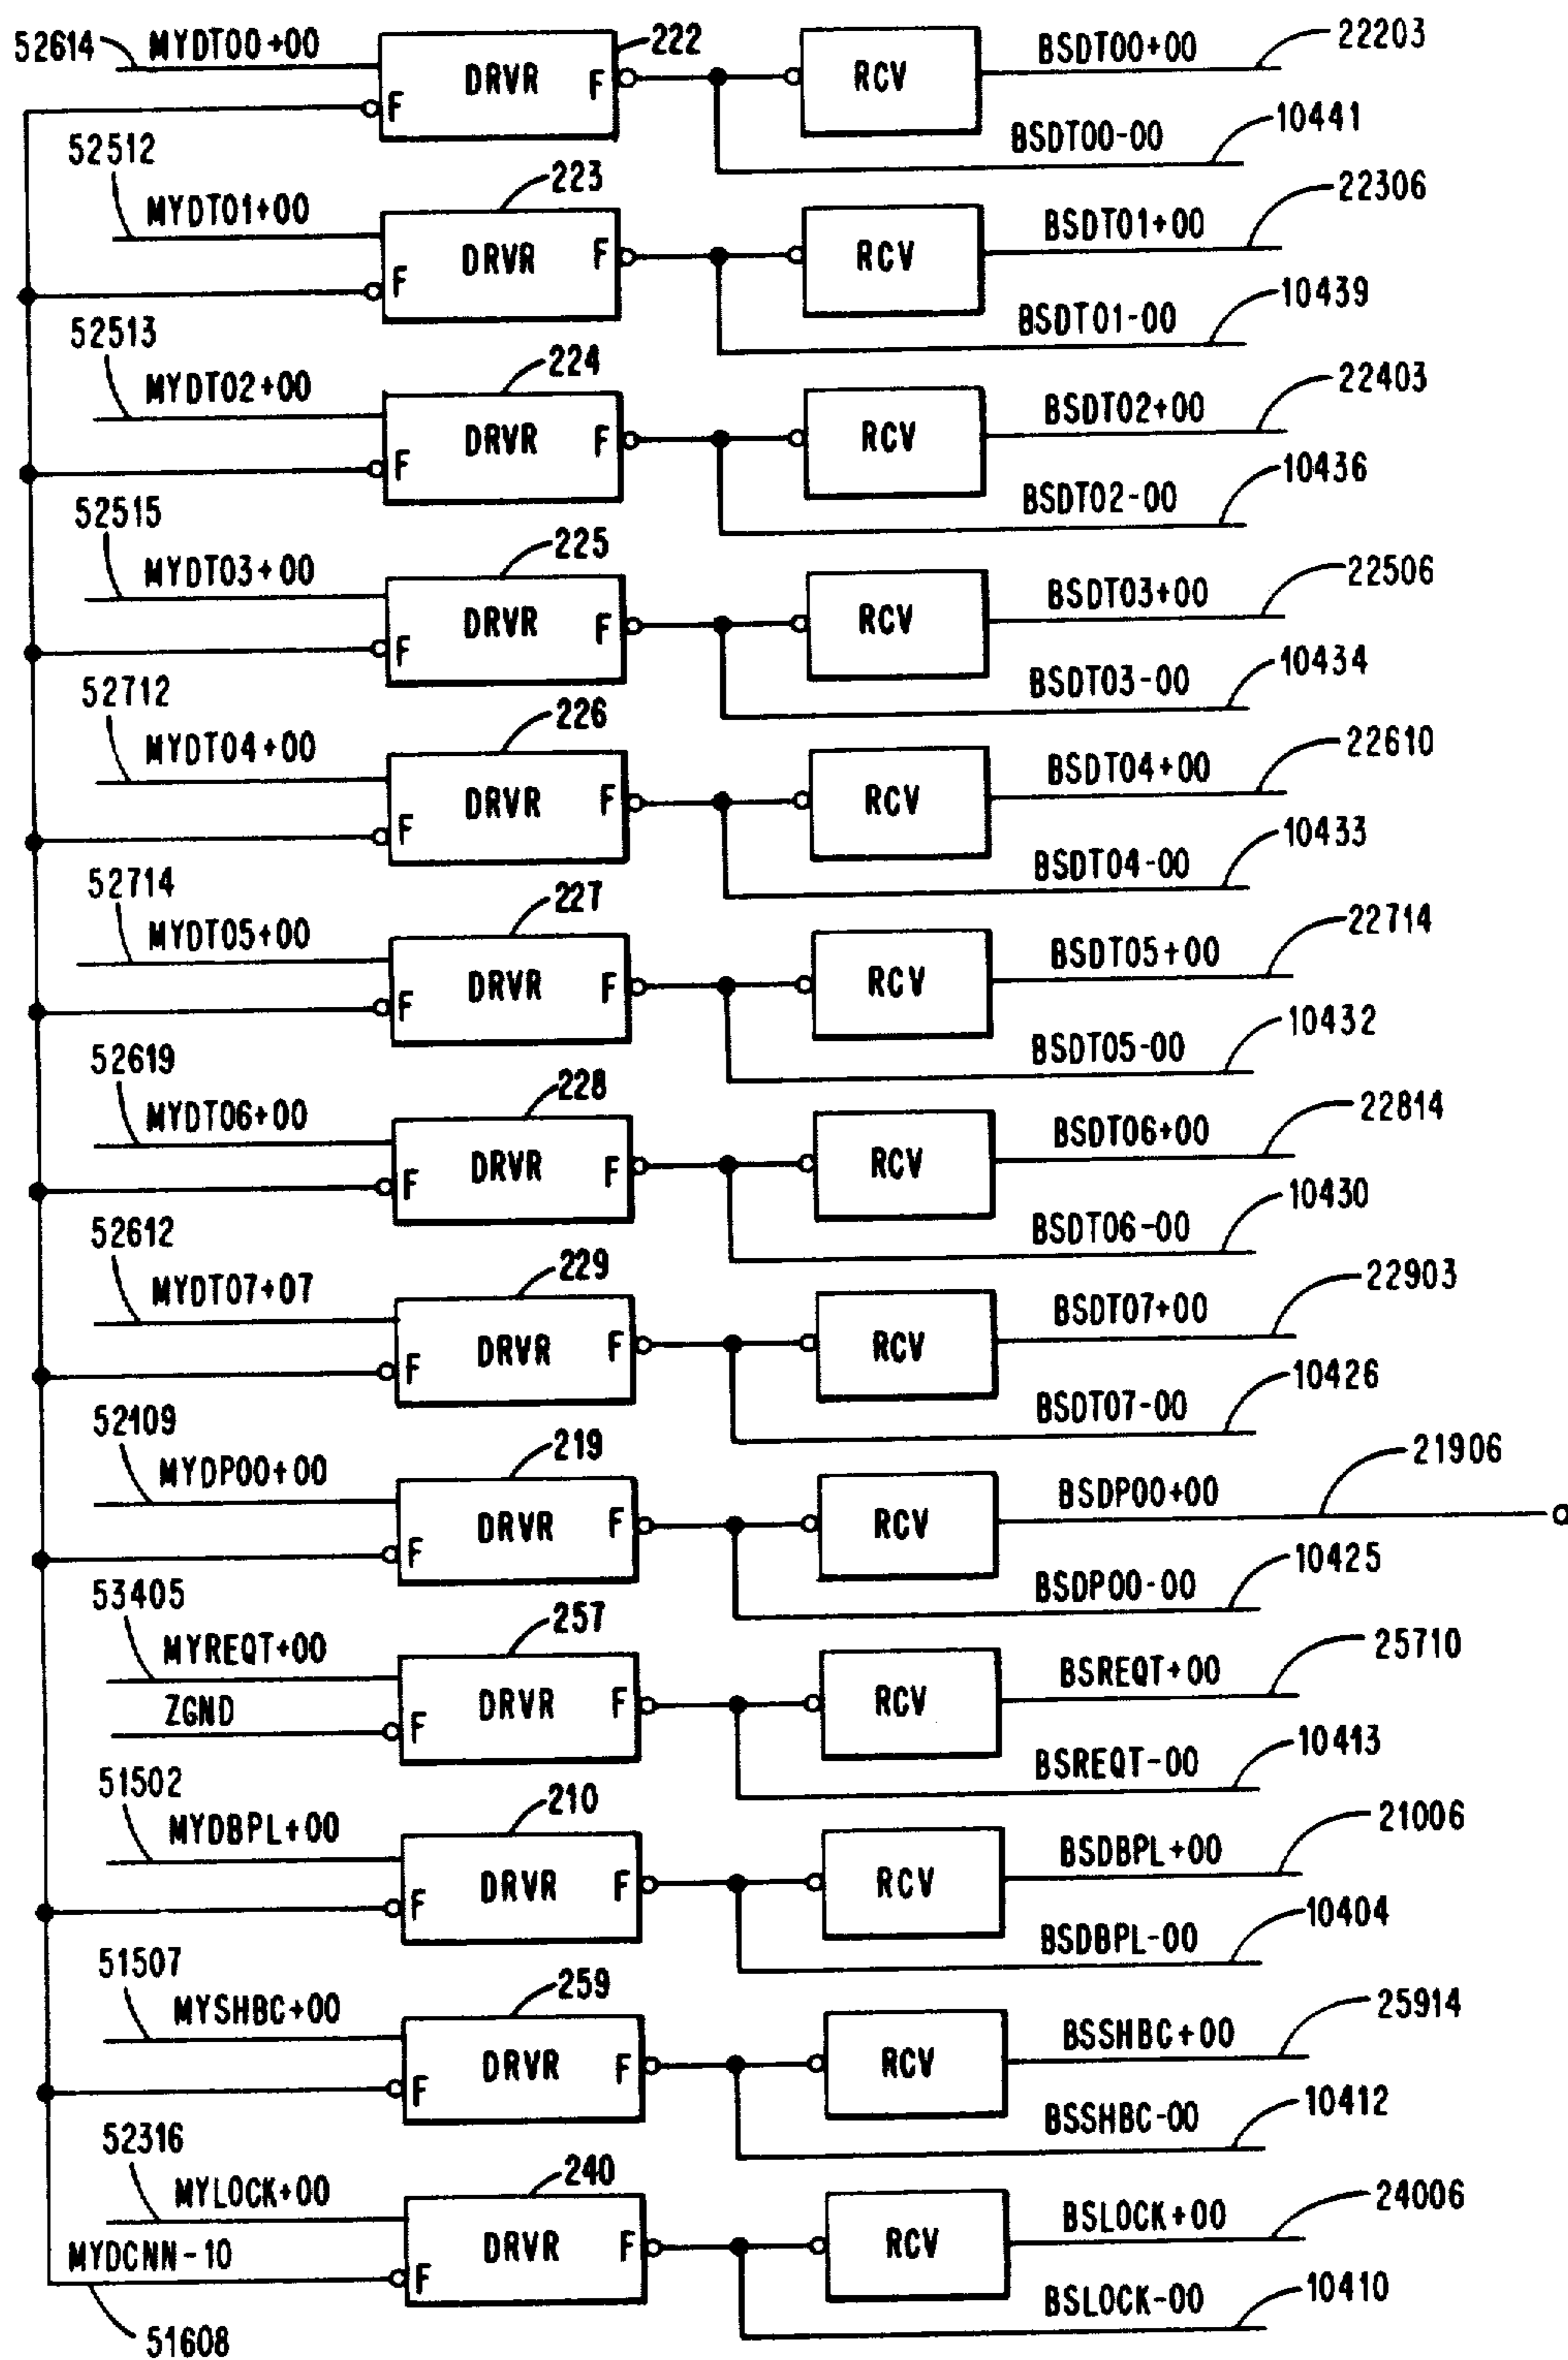 52614 MYDT00+00 DRVR F 222 RCV BSDT00+00 22203
F
BSDT00-00 10441
52512 MYDT01+00 DRVR F 223 RCV BSDT01+00 22306
F
BSDT01-00 10439
52513 MYDT02+00 DRVR F 224 RCV BSDT02+00 22403
F
BSDT02-00 10436
52515 MYDT03+00 DRVR F 225 RCV BSDT03+00 22506
F
BSDT03-00 10434
52712 MYDT04+00 DRVR F 226 RCV BSDT04+00 22610
F
BSDT04-00 10433
52714 MYDT05+00 DRVR F 227 RCV BSDT05+00 22714
F
BSDT05-00 10432
52619 MYDT06+00 DRVR F 228 RCV BSDT06+00 22814
F
BSDT06-00 10430
52612 MYDT07+07 DRVR F 229 RCV BSDT07+00 22903
F
BSDT07-00 10426
52109 MYDP00+00 DRVR F 219 RCV BSDP00+00 21906
F
BSDP00-00 10425
53405 MYREQT+00 DRVR F 257 RCV BSREQT+00 25710
ZGND F
BSREQT-00 10413
51502 MYDBPL+00 DRVR F 210 RCV BSDBPL+00 21006
F
BSDBPL-00 10404
51507 MYSHBC+00 DRVR F 259 RCV BSSHBC+00 25914
F
BSSHBC-00 10412
52316 MYLOCK+00 DRVR F 240 RCV BSLOCK+00 24006
MYDCNN-10 F
BSLOCK-00 10410
51608